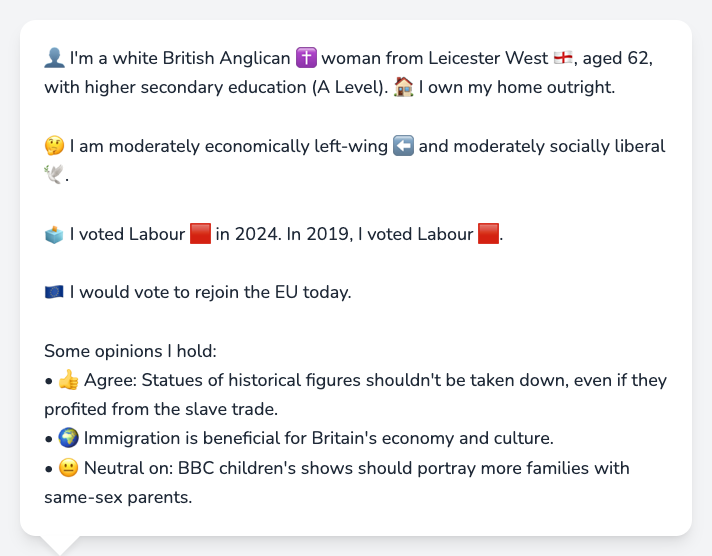 👤 I'm a white British Anglican ✝️ woman from Leicester West 🏴󠁧󠁢󠁥󠁮󠁧󠁿, aged 62,
with higher secondary education (A Level). 🏠 I own my home outright.
🤔 I am moderately economically left-wing ⬅️ and moderately socially liberal
🕊️.
🗳️ I voted Labour 🟥 in 2024. In 2019, I voted Labour 🟥.
🇪🇺 I would vote to rejoin the EU today.
Some opinions I hold:
• 👍 Agree: Statues of historical figures shouldn't be taken down, even if they
profited from the slave trade.
• 🌍 Immigration is beneficial for Britain's economy and culture.
• 😐 Neutral on: BBC children's shows should portray more families with
same-sex parents.